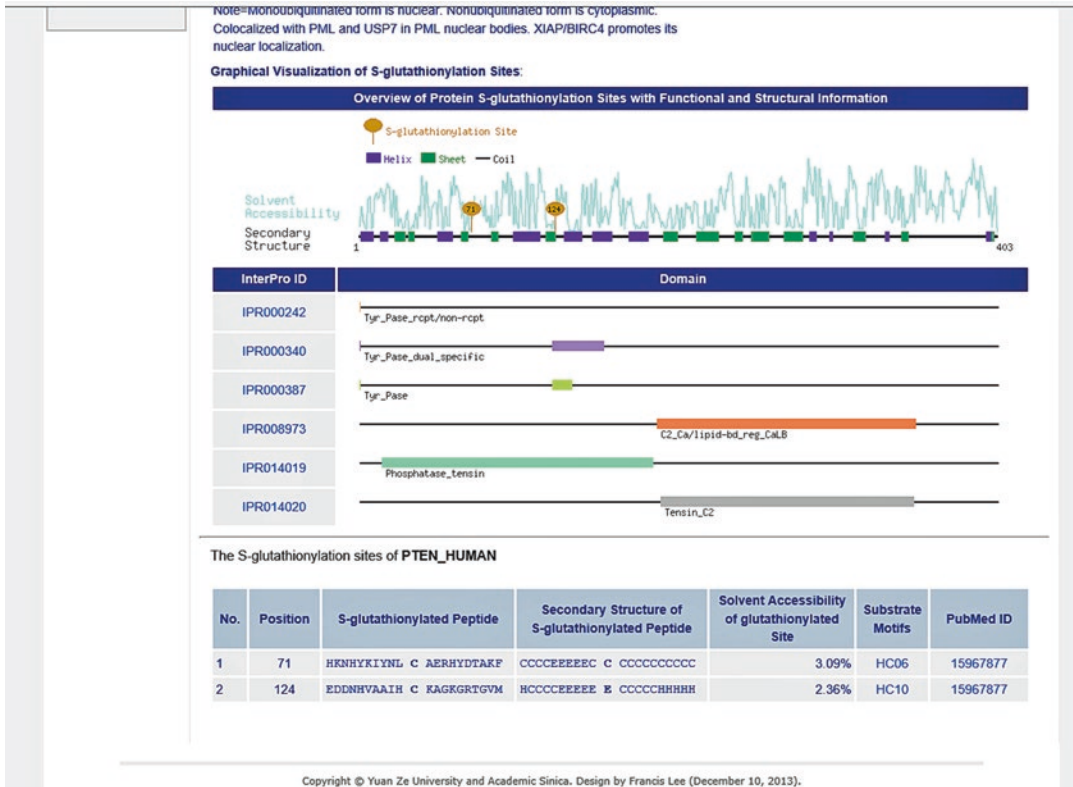 Note=Monoubiquitinated form is nuclear. Nonubiquitinated form is cytoplasmic.
Colocalized with PML and USP7 in PML nuclear bodies. XIAP/BIRC4 promotes its
nuclear localization.
Graphical Visualization of S-glutathionylation Sites:
Overview of Protein S-glutathionylation Sites with Functional and Structural Information
S-glutathionylation Site
Helix Sheet Coil
Solvent
Accessibility
71 124
Secondary
Structure
1 403
InterPro ID Domain
IPR000242 Tyr_Pase_rcpt/non-rcpt
IPR000340 Tyr_Pase_dual_specific
IPR000387 Tyr_Pase
IPR008973 C2_Ca/lipid-bd_reg_CaLB
IPR014019 Phosphatase_tensin
IPR014020 Tensin_C2
The S-glutathionylation sites of PTEN_HUMAN
No. Position S-glutathionylated Peptide Secondary Structure of S-glutathionylated Peptide Solvent Accessibility of glutathionylated Site Substrate Motifs PubMed ID
1 71 HKNHYKIYNL C AERHYDTAKF CCCCEEEEEC C CCCCCCCCCC 3.09% HC06 15967877
2 124 EDDNHVAAIH C KAGKGRTGVM HCCCCEEEEE E CCCCCHHHHH 2.36% HC10 15967877
Copyright © Yuan Ze University and Academic Sinica. Design by Francis Lee (December 10, 2013).